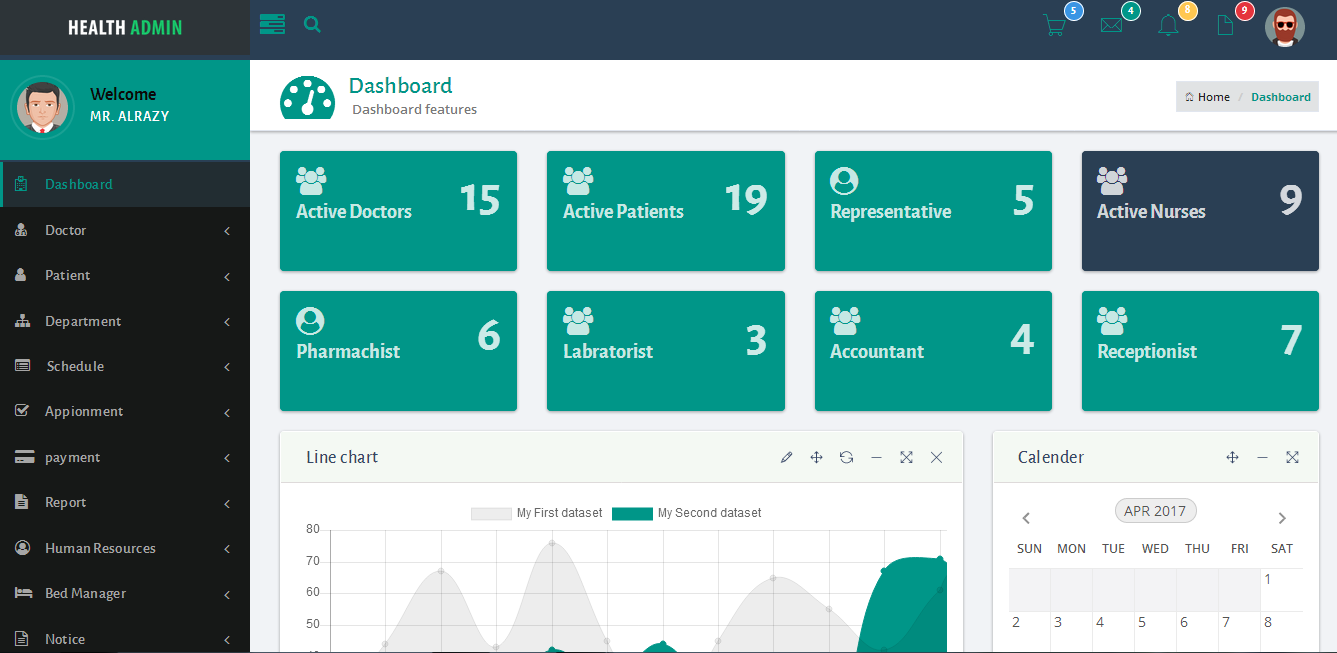 HEALTH ADMIN
5
4
8
9
Welcome
MR. ALRAZY
Dashboard
Doctor
Patient
Department
Schedule
Appionment
payment
Report
Human Resources
Bed Manager
Notice
Dashboard
Dashboard features
Home / Dashboard
Active Doctors
15
Active Patients
19
Representative
5
Active Nurses
9
Pharmachist
6
Labratorist
3
Accountant
4
Receptionist
7
Line chart
My First dataset
My Second dataset
80
70
60
50
Calender
APR 2017
SUN MON TUE WED THU FRI SAT
1
2 3 4 5 6 7 8